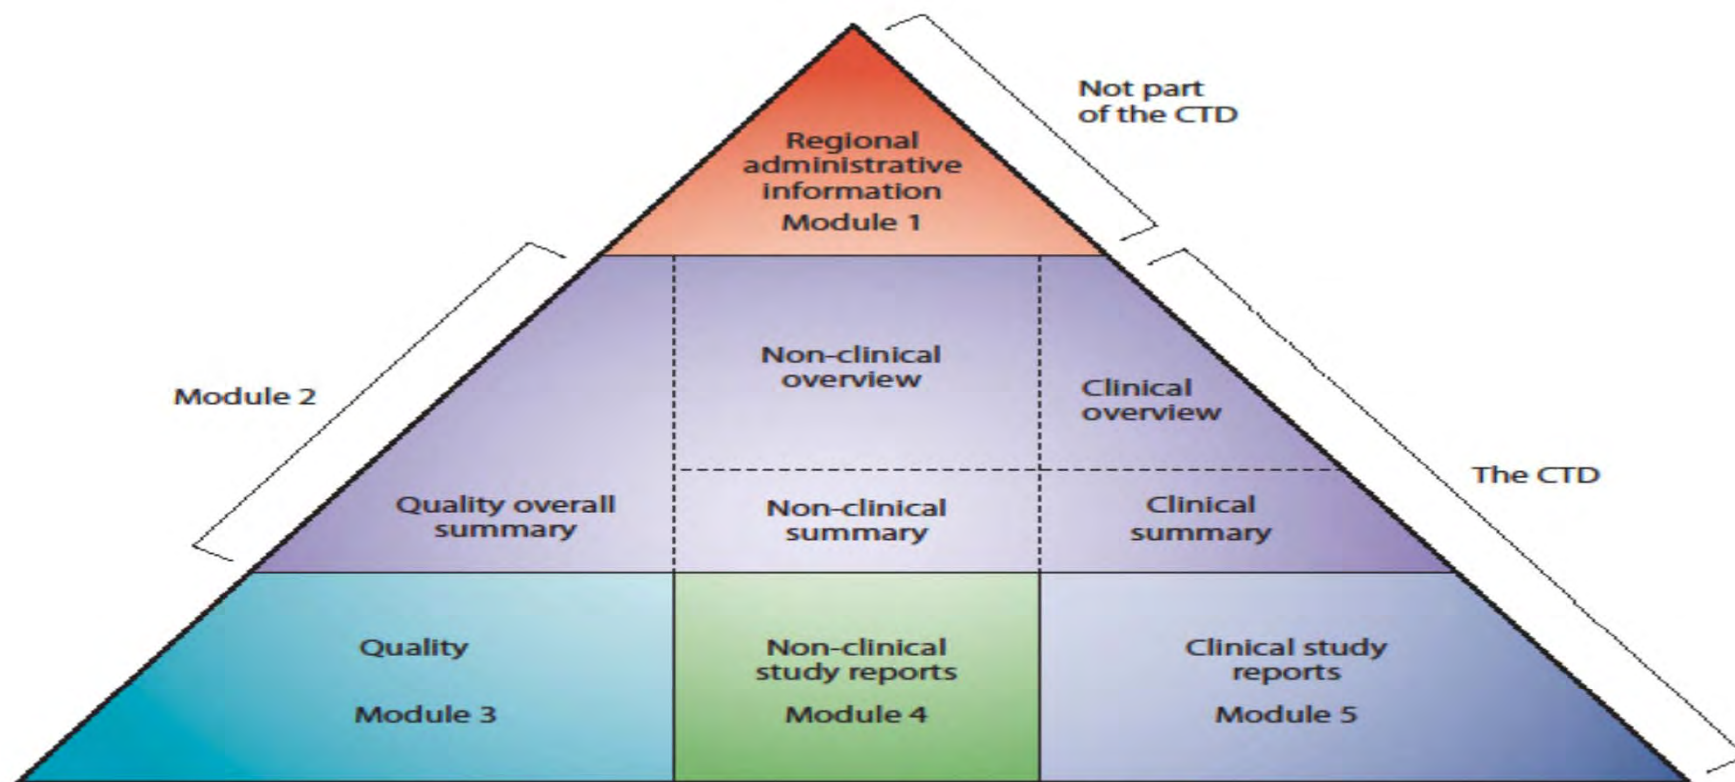 Not part
of the CTD
Regional
administrative
information
Module 1
Module 2
Non-clinical
overview
Clinical
overview
The CTD
Quality overall
summary
Non-clinical
summary
Clinical
summary
Quality
Module 3
Non-clinical
study reports
Module 4
Clinical study
reports
Module 5